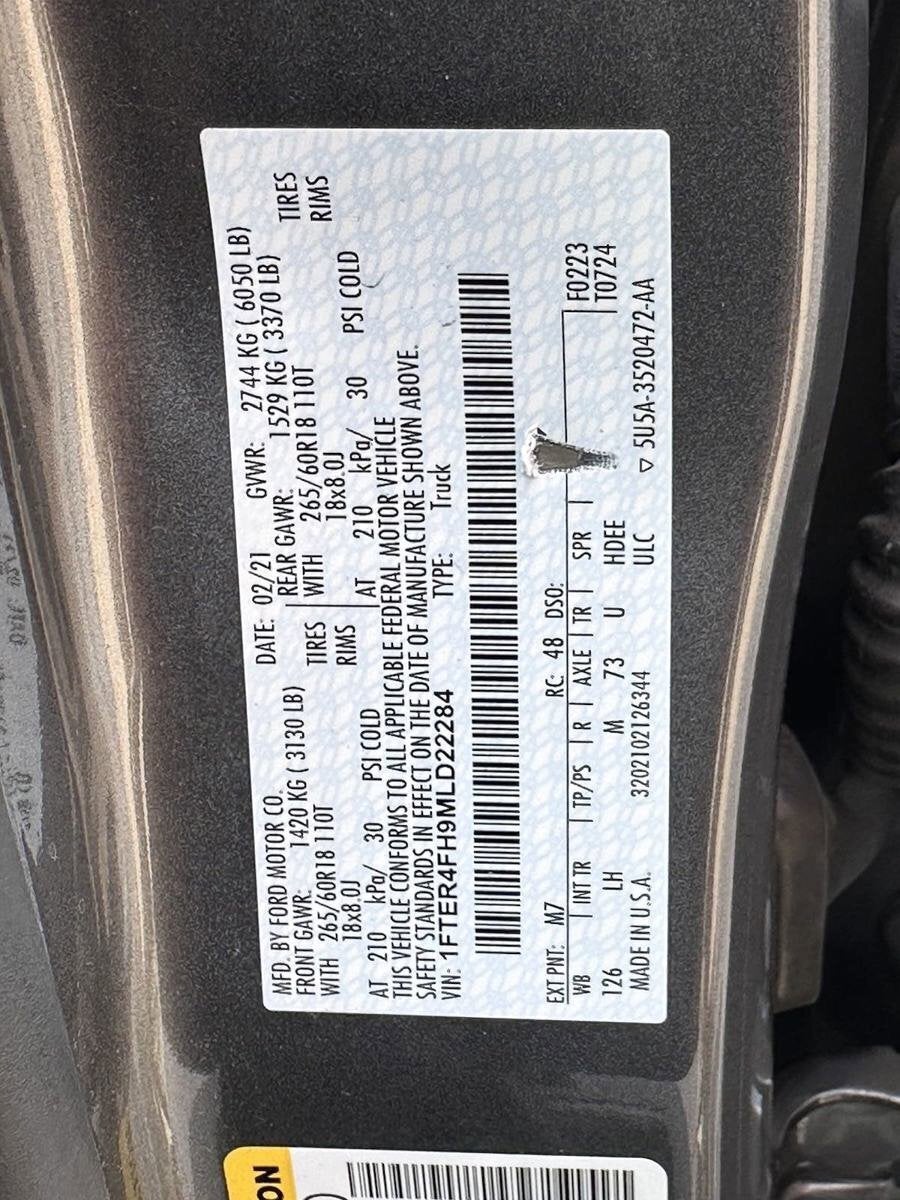 MFD. BY FORD MOTOR CO.
DATE: 02/21 GVWR: 2744 KG ( 6050 LB)
FRONT GAWR: 1420 KG ( 3130 LB) REAR GAWR: 1529 KG ( 3370 LB)
WITH 265/60R18 110T TIRES WITH 265/60R18 110T TIRES
18x8.0J RIMS 18x8.0J RIMS
AT 210 kPa/ 30 PSI COLD AT 210 kPa/ 30 PSI COLD
THIS VEHICLE CONFORMS TO ALL APPLICABLE FEDERAL MOTOR VEHICLE
SAFETY STANDARDS IN EFFECT ON THE DATE OF MANUFACTURE SHOWN ABOVE.
VIN: 1FTER4FH9MLD22284 TYPE: Truck
EXT PNT: M7 RC: 48 DSO:
WB | INT TR | TP/PS | R | AXLE | TR | SPR | F0223
126 LH M 73 U HDEE T0724
ULC
MADE IN U.S.A. 3202102126344 ▽ 5U5A-3520472-AA
ON